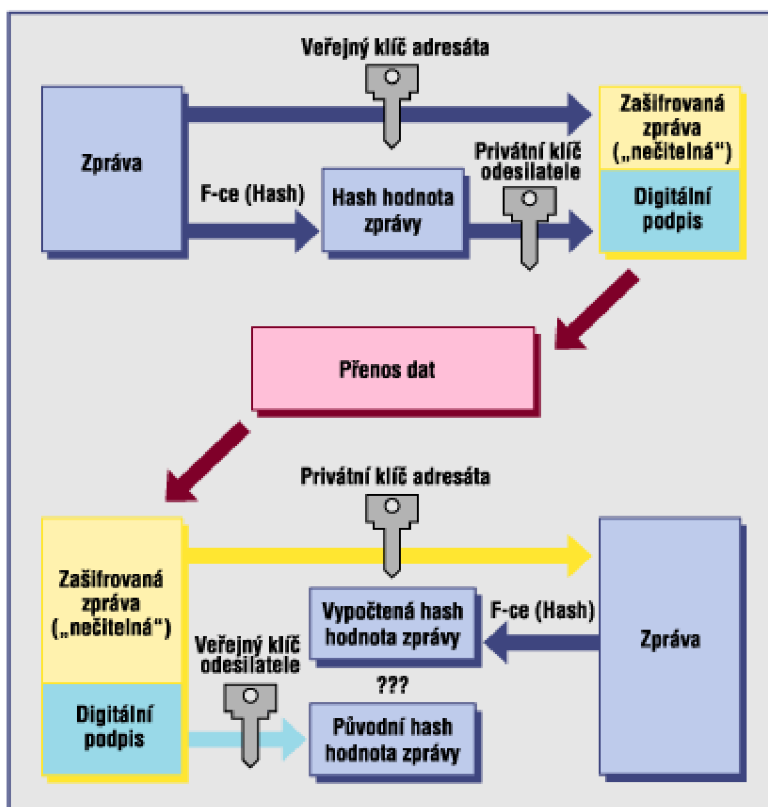 Veřejný klíč adresáta
Zpráva
Zašifrovaná
zpráva
(„nečitelná“)
Privátní klíč
odesilatele
F-ce (Hash)
Hash hodnota
zprávy
Digitální
podpis
Přenos dat
Privátní klíč adresáta
Zašifrovaná
zpráva
(„nečitelná“)
Vypočtená hash
hodnota zprávy
F-ce (Hash)
Zpráva
Veřejný klíč
odesilatele
???
Digitální
podpis
Původní hash
hodnota zprávy